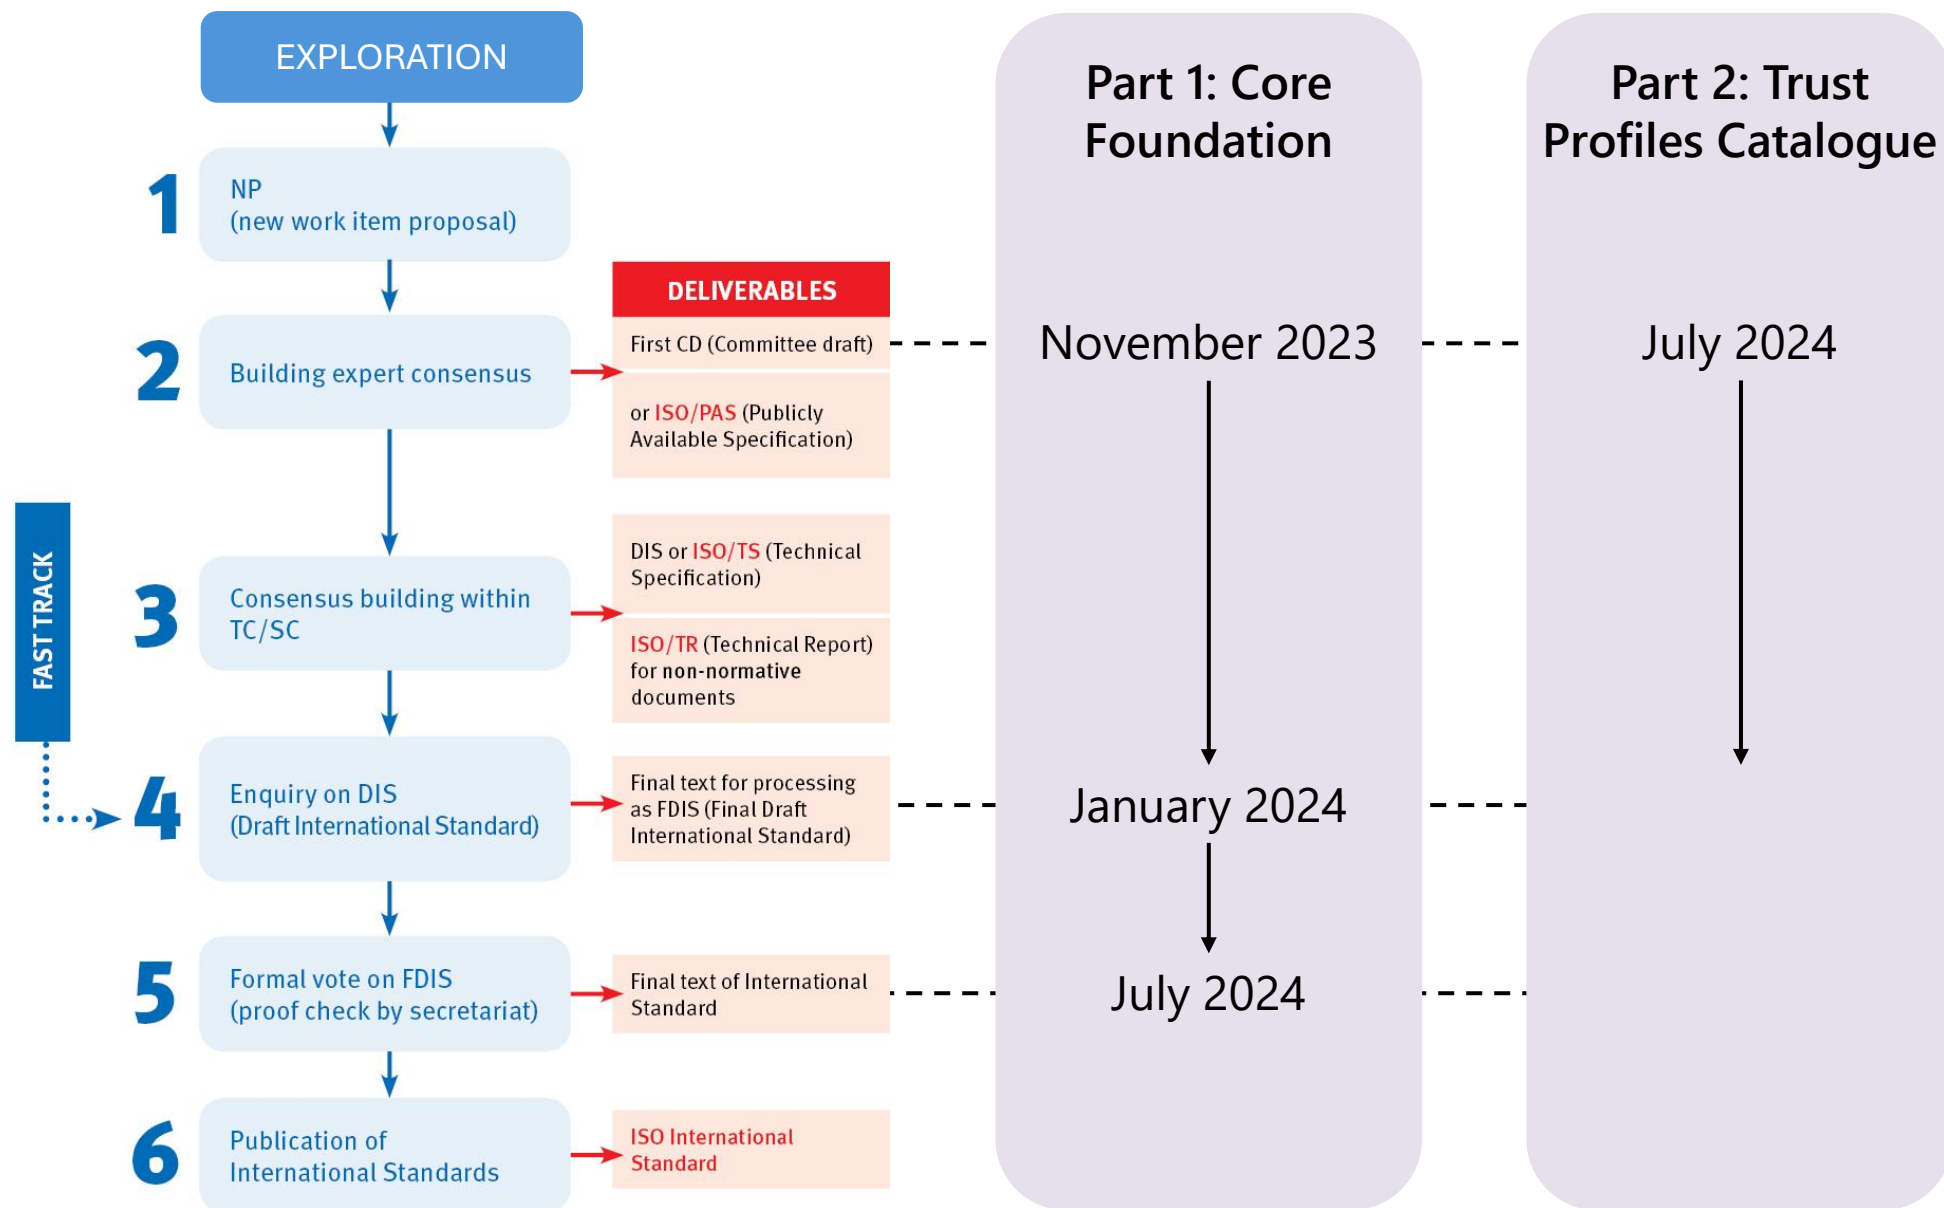 EXPLORATION
1
NP
(new work item proposal)
2
Building expert consensus
3
Consensus building within
TC/SC
FAST TRACK
4
Enquiry on DIS
(Draft International Standard)
5
Formal vote on FDIS
(proof check by secretariat)
6
Publication of
International Standards
DELIVERABLES
First CD (Committee draft)
or ISO/PAS (Publicly
Available Specification)
DIS or ISO/TS (Technical
Specification)
ISO/TR (Technical Report)
for non-normative
documents
Final text for processing
as FDIS (Final Draft
International Standard)
Final text of International
Standard
ISO International
Standard
Part 1: Core
Foundation
November 2023
January 2024
July 2024
Part 2: Trust
Profiles Catalogue
July 2024